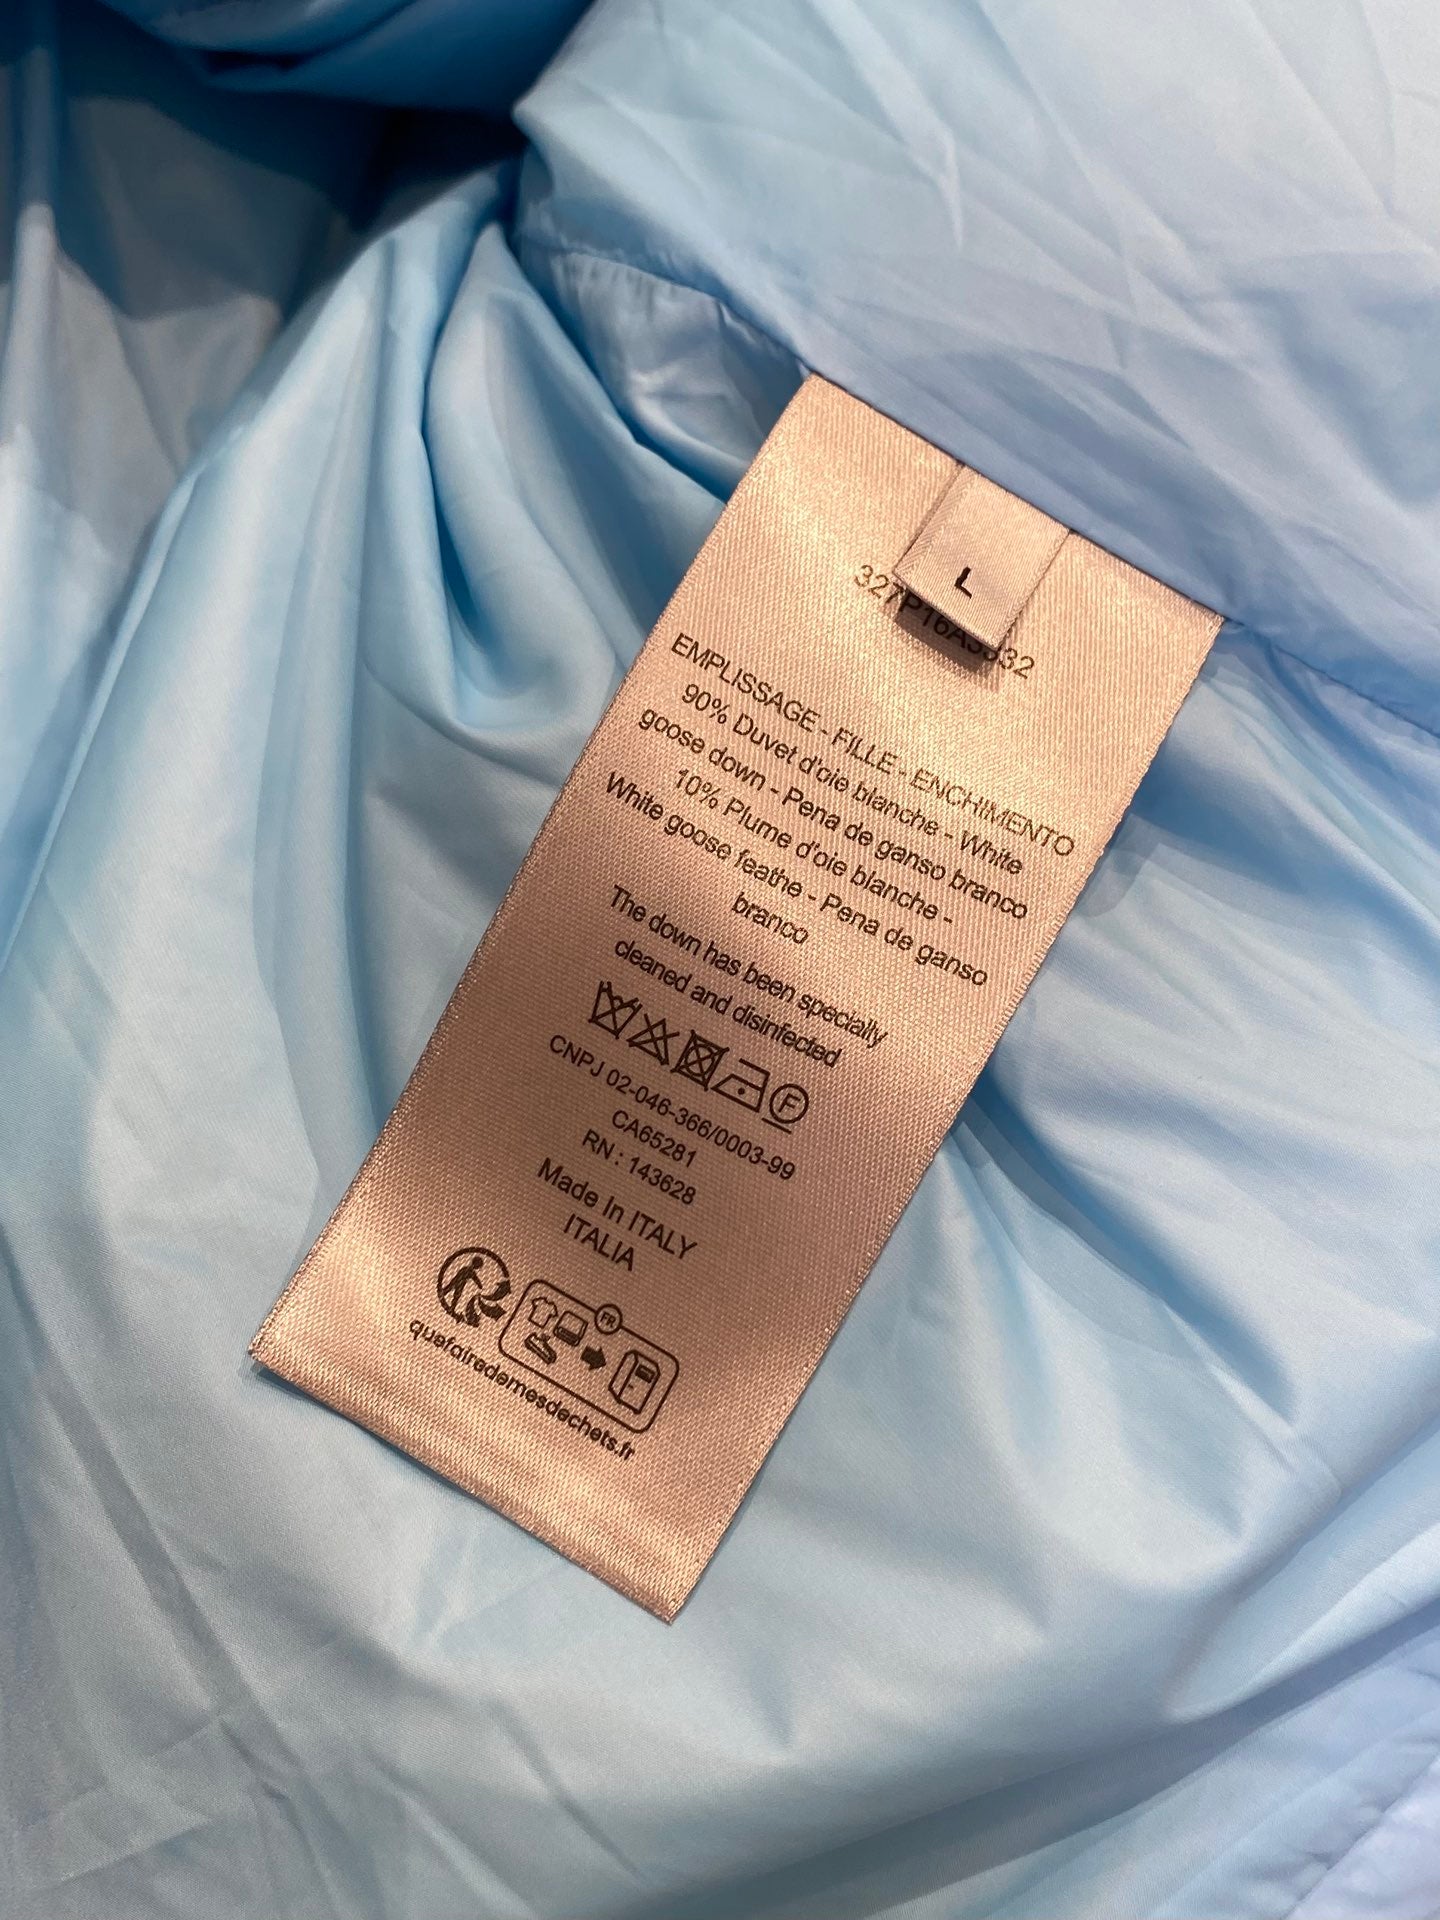 L
EMPLISSAGE - FILLE - ENCHIMENTO
90% Duvet d'oie blanche - White
goose down - Pena de ganso branco
10% Plume d'oie blanche -
White goose feathe - Pena de ganso
branco
The down has been specially
cleaned and disinfected
F
CNPJ 02-046-366/0003-99
CA65281
RN : 143628
Made In ITALY
ITALIA
FR
quefairedemesdechets.fr